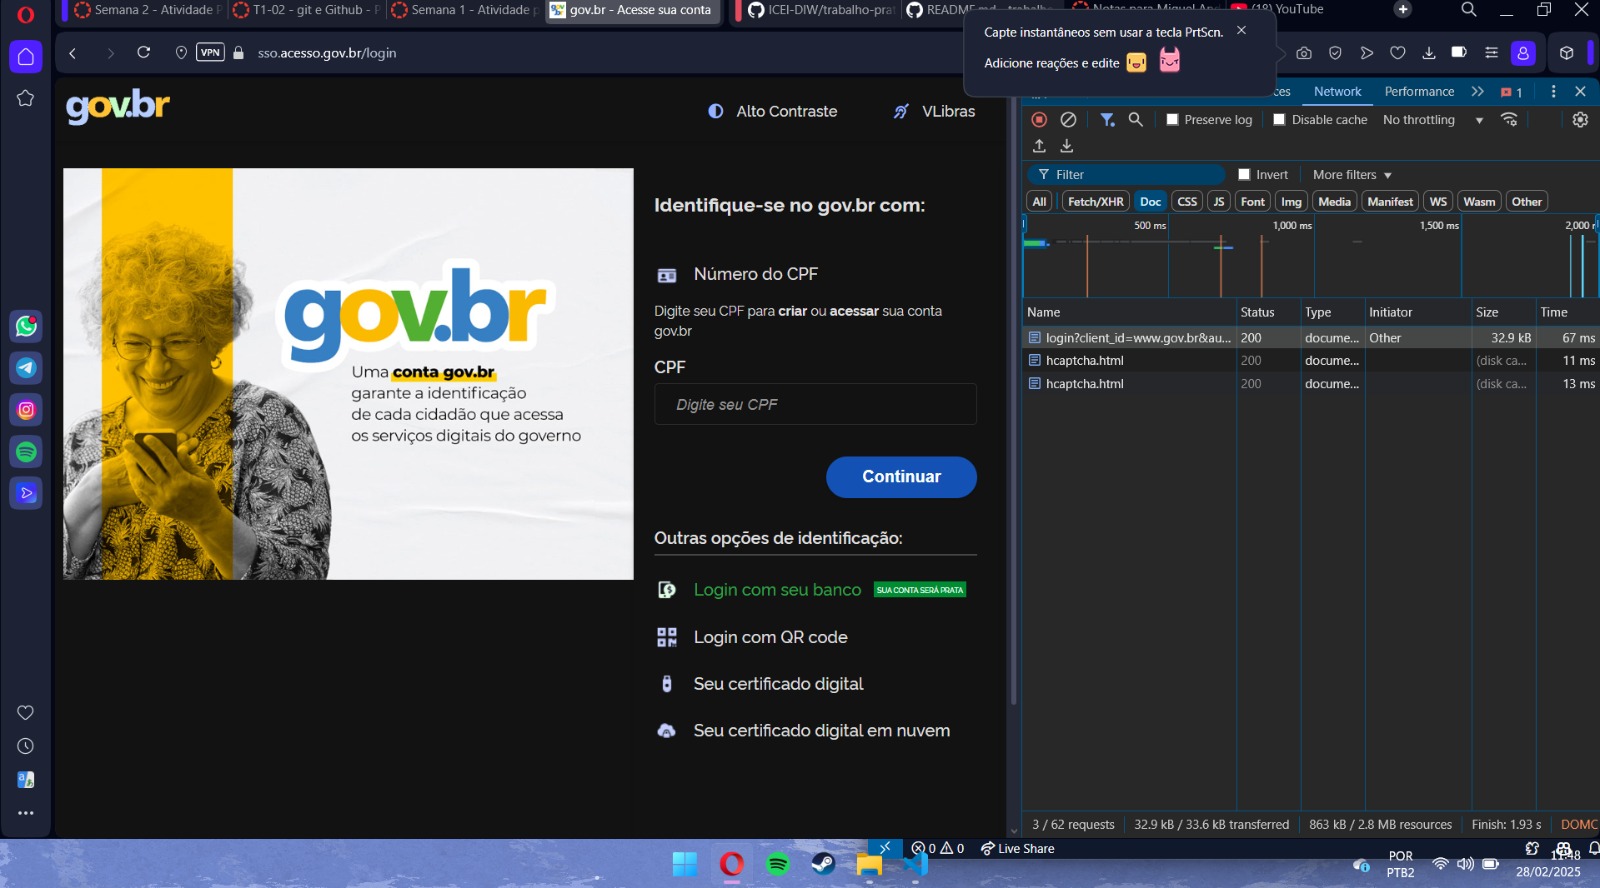 Semana 2 - Atividade P
T1-02 - git e Github - P
Semana 1 - Atividade p
gov.br - Acesse sua conta
ICEI-DIW/trabalho-prat
README.md - trabalho
Notas para Miguel And
(18) YouTube
VPN
sso.acesso.gov.br/login
Capte instantâneos sem usar a tecla PrtScn.
Adicione reações e edite
gov.br
Alto Contraste
VLibras
gov.br
Uma conta gov.br
garante a identificação
de cada cidadão que acessa
os serviços digitais do governo
Identifique-se no gov.br com:
Número do CPF
Digite seu CPF para criar ou acessar sua conta
gov.br
CPF
Digite seu CPF
Continuar
Outras opções de identificação:
Login com seu banco SUA CONTA SERÁ PRATA
Login com QR code
Seu certificado digital
Seu certificado digital em nuvem
ces Network Performance 1
Preserve log Disable cache No throttling
Filter Invert More filters
All Fetch/XHR Doc CSS JS Font Img Media Manifest WS Wasm Other
500 ms 1,000 ms 1,500 ms 2,000
Name Status Type Initiator Size Time
login?client_id=www.gov.br&au... 200 docume... Other 32.9 kB 67 ms
hcaptcha.html 200 docume... (disk ca... 11 ms
hcaptcha.html 200 docume... (disk ca... 13 ms
3 / 62 requests 32.9 kB / 33.6 kB transferred 863 kB / 2.8 MB resources Finish: 1.93 s DOMC
0 0 Live Share
POR
PTB2
11:48
28/02/2025